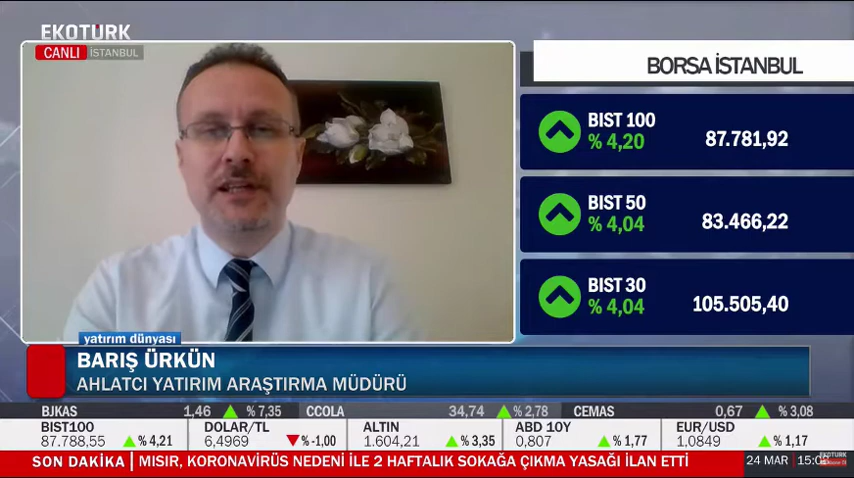 EKOTÜRK
CANLI İSTANBUL
BORSA İSTANBUL
BIST 100
% 4,20
87.781,92
BIST 50
% 4,04
83.466,22
BIST 30
% 4,04
105.505,40
yatırım dünyası
BARIŞ ÜRKÜN
AHLATCI YATIRIM ARAŞTIRMA MÜDÜRÜ
BJKAS 1,46 % 7,35 CCOLA 34,74 % 2,78 CEMAS 0,67 % 3,08
BIST100 DOLAR/TL ALTIN ABD 10Y EUR/USD
87.788,55 % 4,21 6,4969 % -1,00 1.604,21 % 3,35 0,807 % 1,77 1.0849 % 1,17
SON DAKİKA MISIR, KORONAVİRÜS NEDENİ İLE 2 HAFTALIK SOKAĞA ÇIKMA YASAĞI İLAN ETTİ 24 MAR
EKOTÜRK